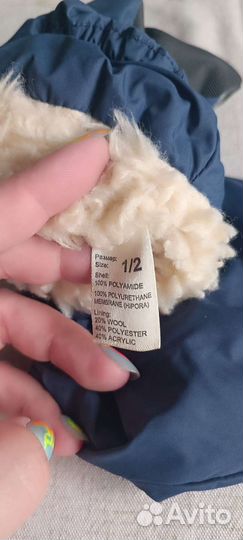 Размер:
Size: 1/2
Shell:
100% POLYAMIDE
100% POLYURETHANE
MEMBRANE (HIPORA)
Lining:
20% WOOL
40% POLYESTER
40% ACRYLIC
Avito